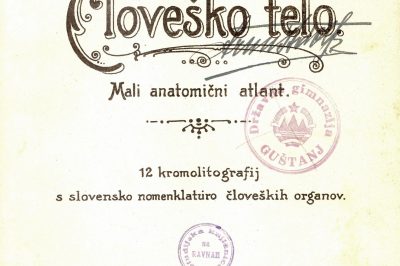 Človeško telo.
Mali anatomični atlant.
Državna gimnazija
GUŠTANJ
12 kromolitografij
s slovensko nomenklaturo človeških organov.
NA
RAVNAH